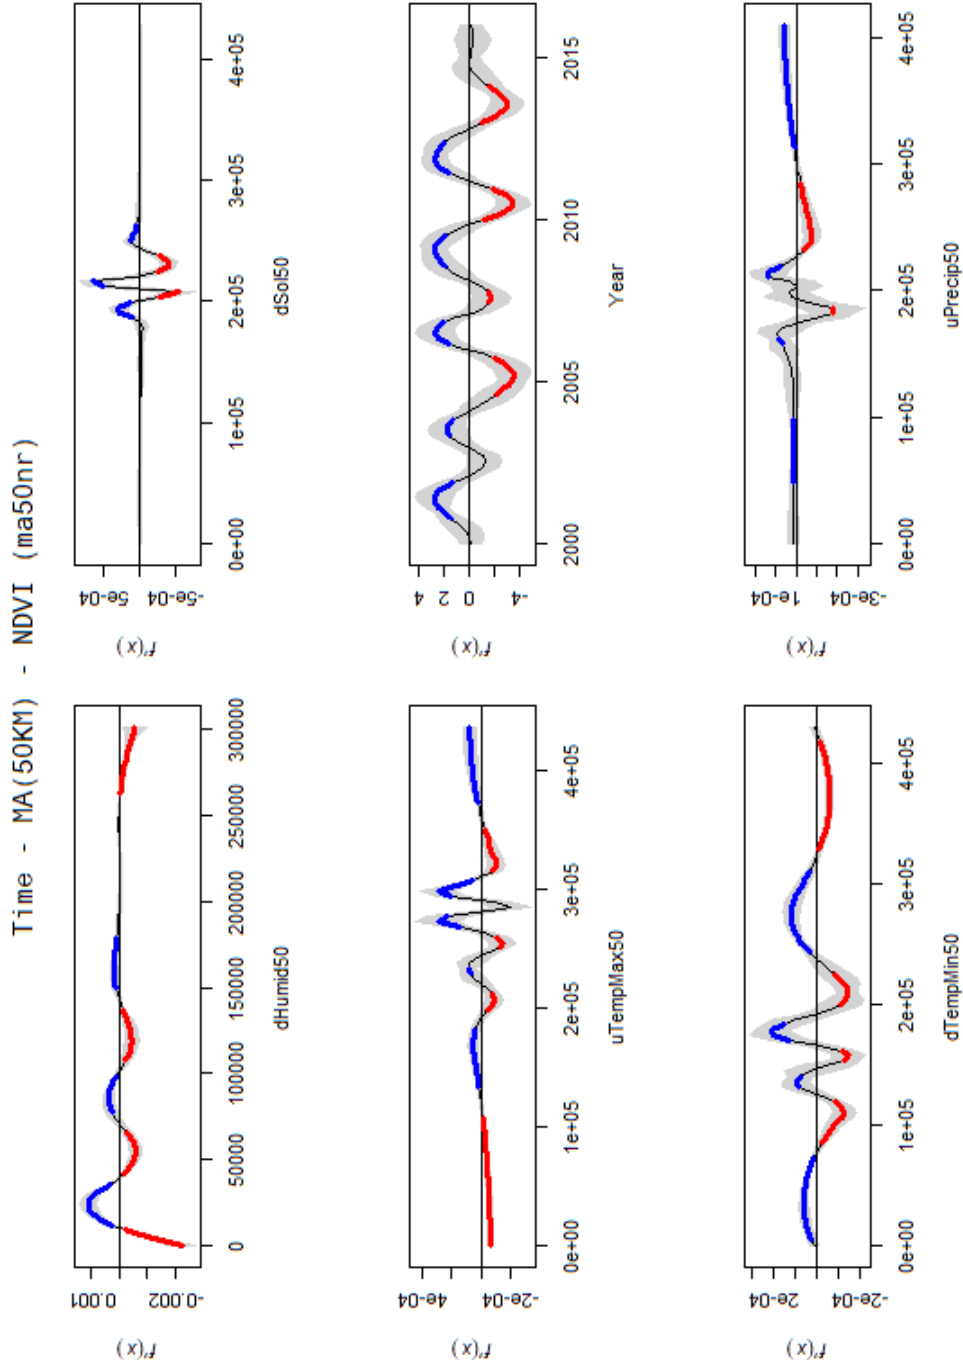 Time - MA(50KM) - NDVI (ma50nr)
f'(x)
-0.002 0.001
0 50000 100000 150000 200000 250000 300000
dHumid50
f'(x)
-5e-04 5e-04
0e+00 1e+05 2e+05 3e+05 4e+05
dSol50
f'(x)
-2e-04 4e-04
0e+00 1e+05 2e+05 3e+05 4e+05
uTempMax50
f'(x)
-4 0 2 4
2000 2005 2010 2015
Year
f'(x)
-2e-04 2e-04
0e+00 1e+05 2e+05 3e+05 4e+05
dTempMin50
f'(x)
-3e-04 1e-04
0e+00 1e+05 2e+05 3e+05 4e+05
uPrecip50